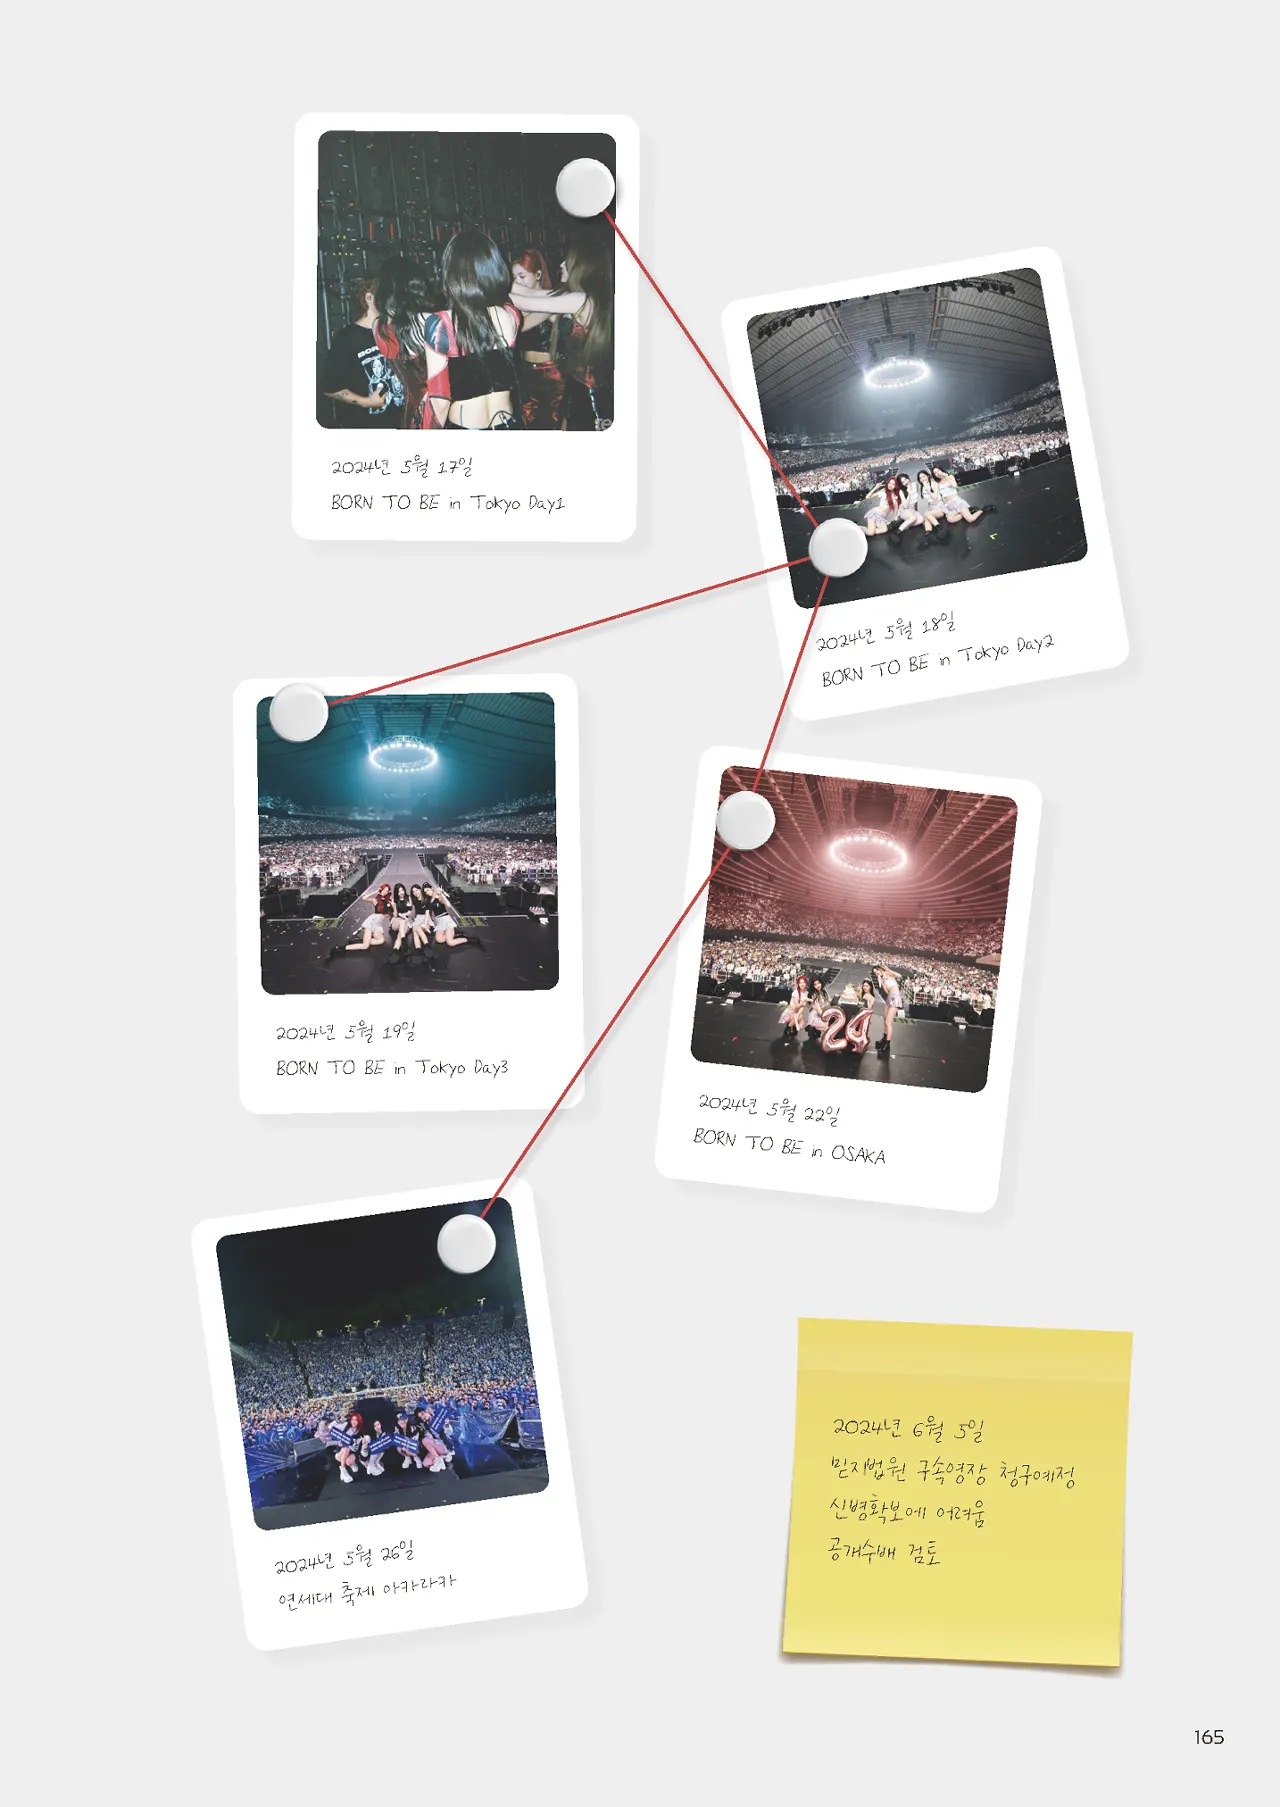 2024년 5월 17일
BORN TO BE in Tokyo Day1
2024년 5월 18일
BORN TO BE in Tokyo Day2
2024년 5월 19일
BORN TO BE in Tokyo Day3
24
2024년 5월 22일
BORN TO BE in OSAKA
2024년 5월 26일
연세대 축제 아카라카
2024년 6월 5일
믿지법원 구속영장 청구예정
신병확보에 어려움
공개수배 검토
165